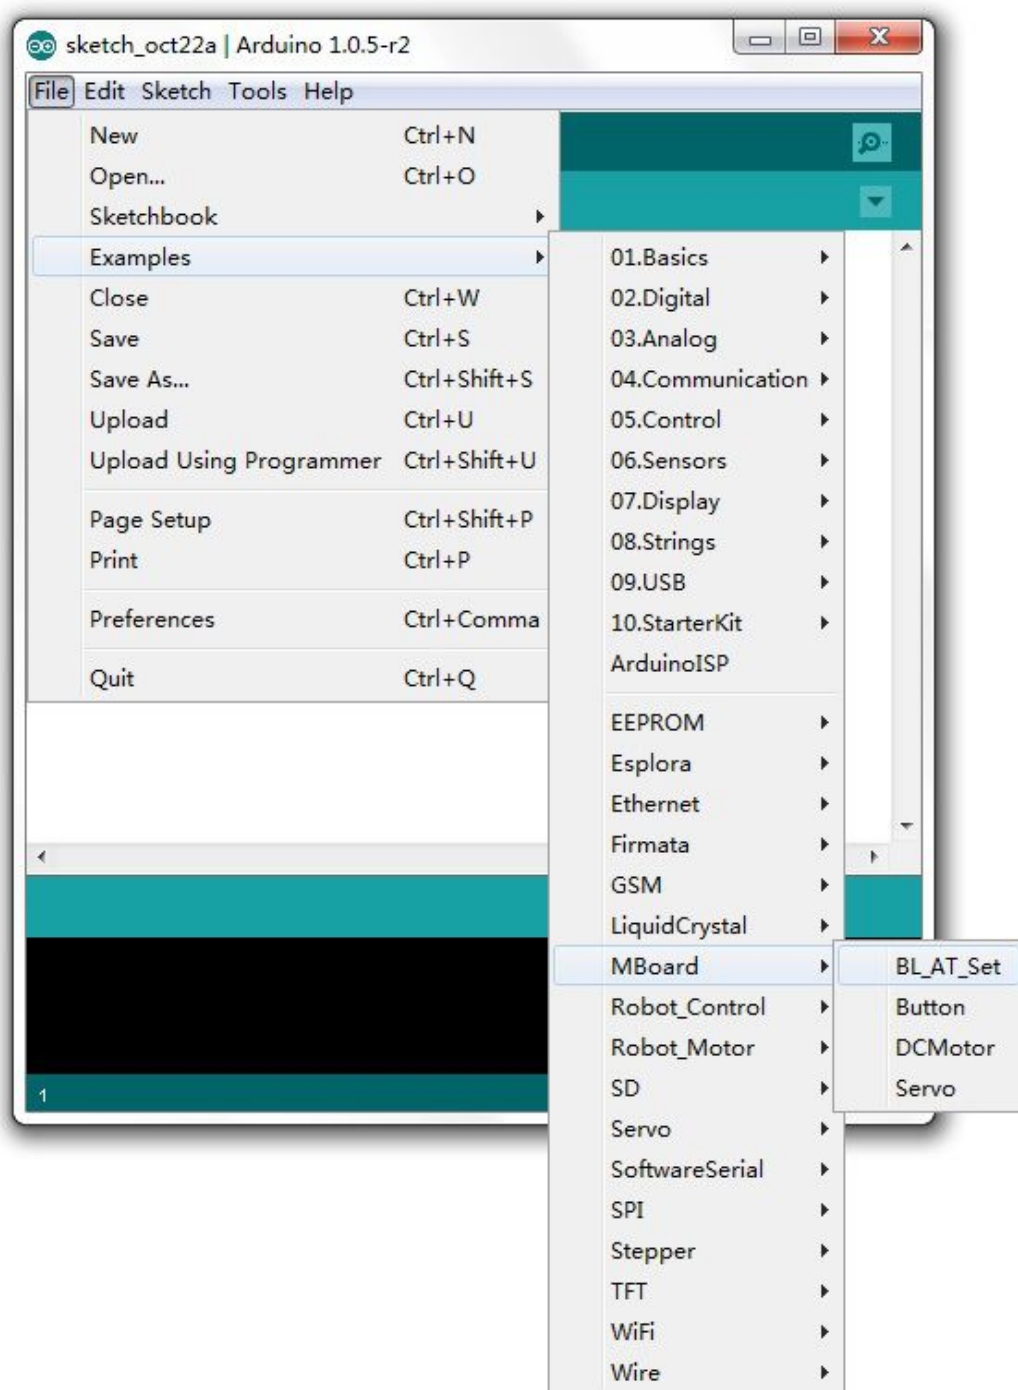 sketch_oct22a | Arduino 1.0.5-r2
File Edit Sketch Tools Help
New Ctrl+N
Open... Ctrl+O
Sketchbook
Examples
Close Ctrl+W
Save Ctrl+S
Save As... Ctrl+Shift+S
Upload Ctrl+U
Upload Using Programmer Ctrl+Shift+U
Page Setup Ctrl+Shift+P
Print Ctrl+P
Preferences Ctrl+Comma
Quit Ctrl+Q
01.Basics
02.Digital
03.Analog
04.Communication
05.Control
06.Sensors
07.Display
08.Strings
09.USB
10.StarterKit
ArduinoISP
EEPROM
Esplora
Ethernet
Firmata
GSM
LiquidCrystal
MBoard
Robot_Control
Robot_Motor
SD
Servo
SoftwareSerial
SPI
Stepper
TFT
WiFi
Wire
BL_AT_Set
Button
DCMotor
Servo
1